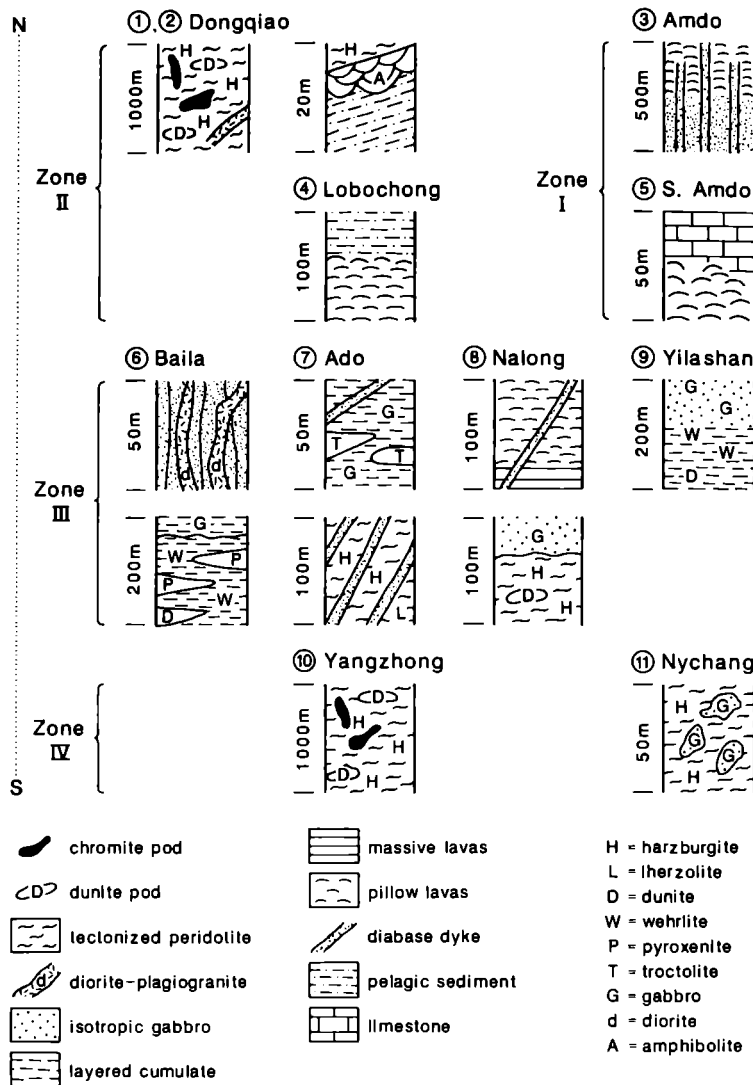 N
①,② Dongqiao
③ Amdo
H
D
H
H
D
1000m
H
A
20m
500m
Zone II
Zone I
④ Lobochong
100m
⑤ S. Amdo
50m
⑥ Baila
d
d
50m
⑦ Ado
G
T
T
G
50m
⑧ Nalong
100m
⑨ Yilashan
G
G
W
W
D
200m
Zone III
G
W
P
P
W
D
200m
H
H
L
100m
G
H
D
H
100m
⑩ Yangzhong
D
H
H
D
H
1000m
⑪ Nychang
H
G
G
G
H
50m
Zone IV
S
chromite pod
D dunite pod
tectonized peridolite
d diorite-plagiogranite
isotropic gabbro
layered cumulate
massive lavas
pillow lavas
diabase dyke
pelagic sediment
limestone
H = harzburgite
L = lherzolite
D = dunite
W = wehrlite
P = pyroxenite
T = troctolite
G = gabbro
d = diorite
A = amphibolite